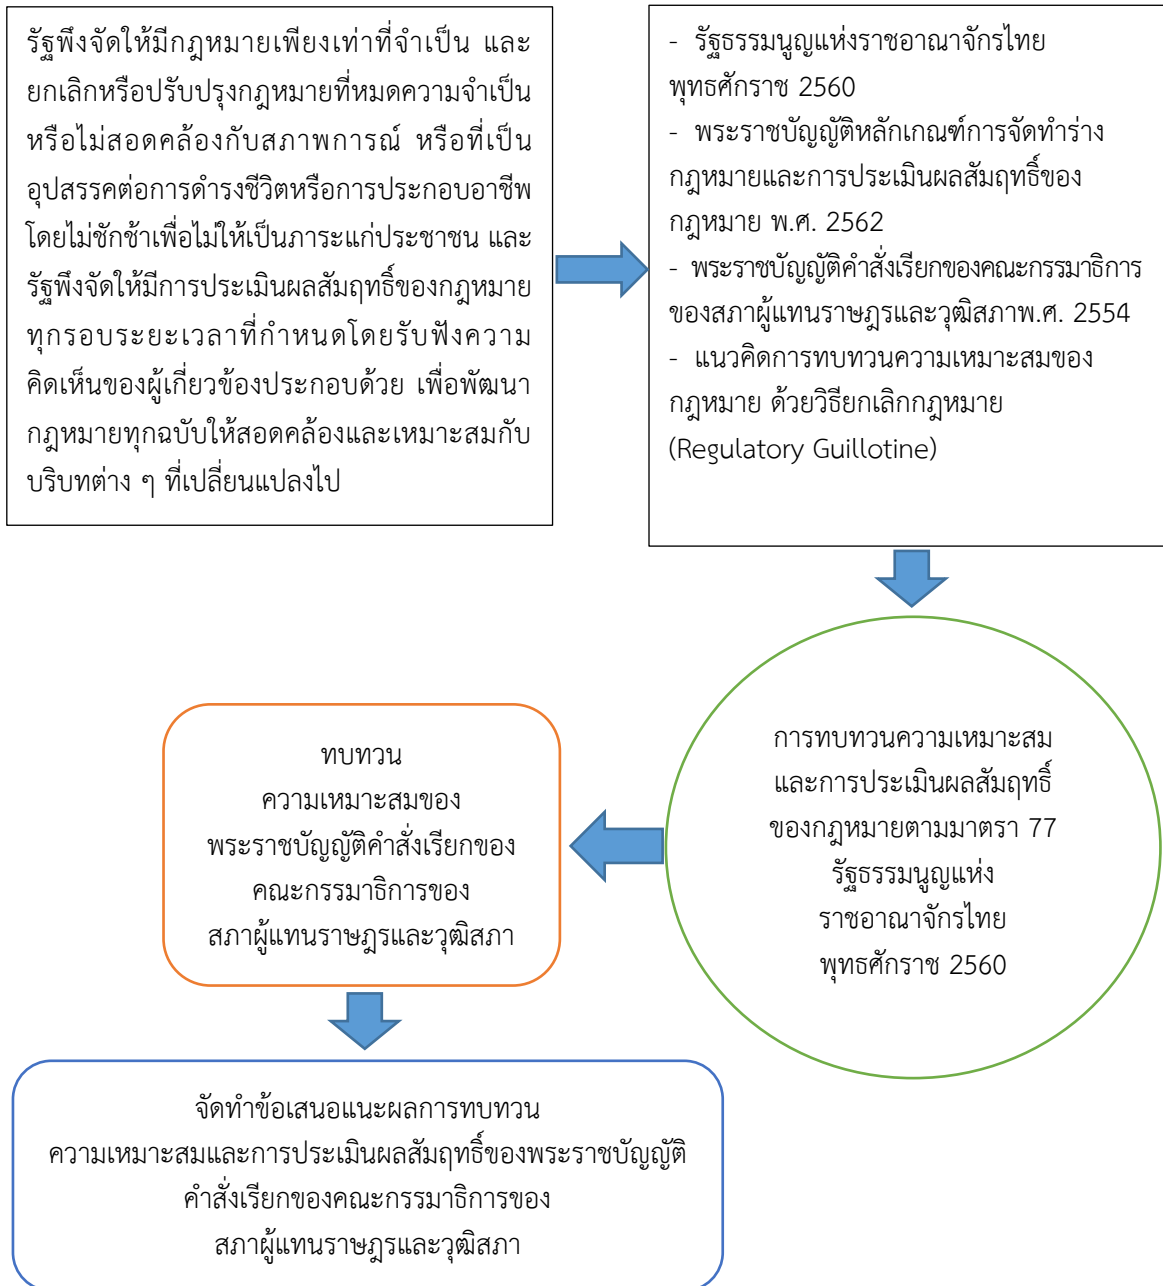 รัฐพึงจัดให้มีกฎหมายเพียงเท่าที่จำเป็น และ
ยกเลิกหรือปรับปรุงกฎหมายที่หมดความจำเป็น
หรือไม่สอดคล้องกับสภาพการณ์ หรือที่เป็น
อุปสรรคต่อการดำรงชีวิตหรือการประกอบอาชีพ
โดยไม่ชักช้าเพื่อไม่ให้เป็นภาระแก่ประชาชน และ
รัฐพึงจัดให้มีการประเมินผลสัมฤทธิ์ของกฎหมาย
ทุกรอบระยะเวลาที่กำหนดโดยรับฟังความ
คิดเห็นของผู้เกี่ยวข้องประกอบด้วย เพื่อพัฒนา
กฎหมายทุกฉบับให้สอดคล้องและเหมาะสมกับ
บริบทต่าง ๆ ที่เปลี่ยนแปลงไป
- รัฐธรรมนูญแห่งราชอาณาจักรไทย
พุทธศักราช 2560
- พระราชบัญญัติหลักเกณฑ์การจัดทำร่าง
กฎหมายและการประเมินผลสัมฤทธิ์ของ
กฎหมาย พ.ศ. 2562
- พระราชบัญญัติคำสั่งเรียกของคณะกรรมาธิการ
ของสภาผู้แทนราษฎรและวุฒิสภาพ.ศ. 2554
- แนวคิดการทบทวนความเหมาะสมของ
กฎหมาย ด้วยวิธียกเลิกกฎหมาย
(Regulatory Guillotine)
การทบทวนความเหมาะสม
และการประเมินผลสัมฤทธิ์
ของกฎหมายตามมาตรา 77
รัฐธรรมนูญแห่ง
ราชอาณาจักรไทย
พุทธศักราช 2560
ทบทวน
ความเหมาะสมของ
พระราชบัญญัติคำสั่งเรียกของ
คณะกรรมาธิการของ
สภาผู้แทนราษฎรและวุฒิสภา
จัดทำข้อเสนอแนะผลการทบทวน
ความเหมาะสมและการประเมินผลสัมฤทธิ์ของพระราชบัญญัติ
คำสั่งเรียกของคณะกรรมาธิการของ
สภาผู้แทนราษฎรและวุฒิสภา